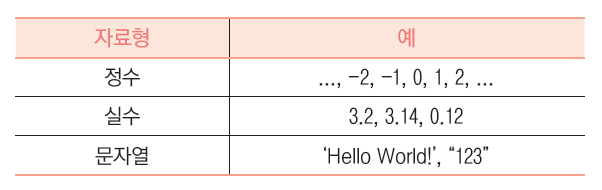 자료형 예
정수 ..., -2, -1, 0, 1, 2, ...
실수 3.2, 3.14, 0.12
문자열 ‘Hello World!’, “123”